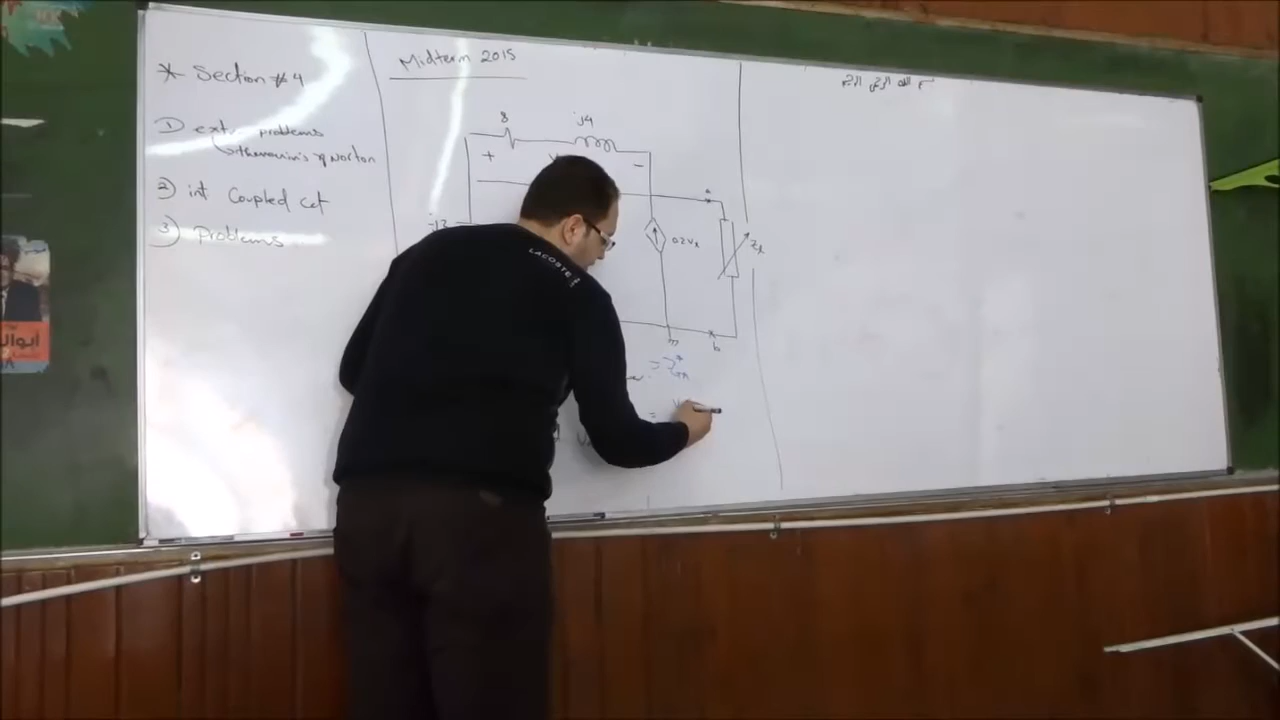 * Section #4
1) ext. problems
thevenin's & Norton
2) int Coupled Cct
3) Problems
Midterm 2015
8
j4
+
-
a
0.2Vx
b
LACOSTE
= Z*TH
=
بسم الله الرحمن الرحيم